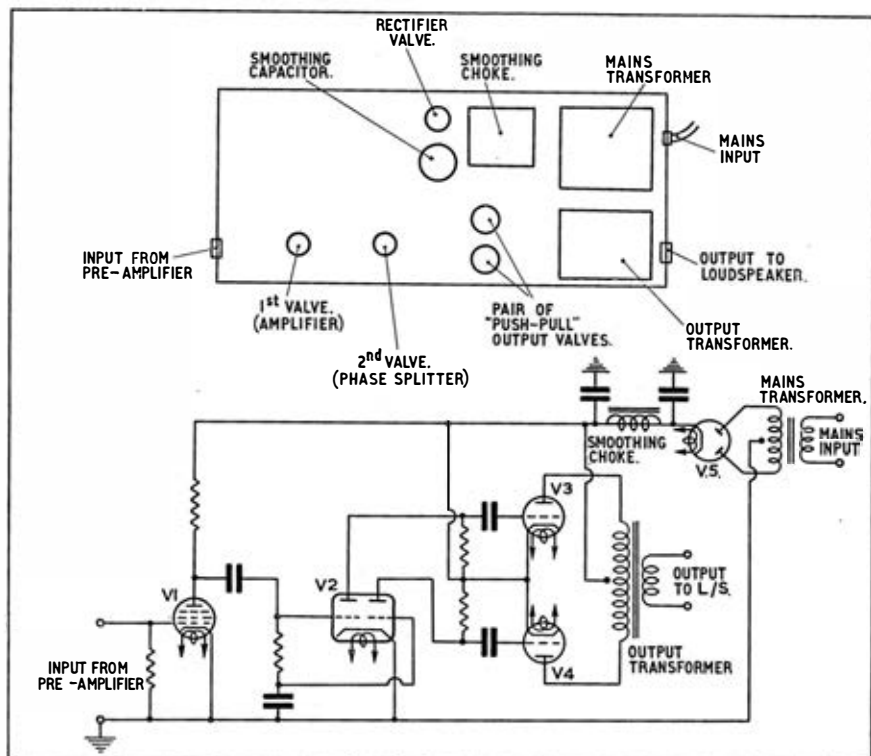 RECTIFIER
VALVE.
SMOOTHING
CAPACITOR.
SMOOTHING
CHOKE.
MAINS
TRANSFORMER
MAINS
INPUT
INPUT FROM
PRE-AMPLIFIER
1st VALVE.
(AMPLIFIER)
2nd VALVE.
(PHASE SPLITTER)
PAIR OF
"PUSH-PULL"
OUTPUT VALVES.
OUTPUT TO
LOUDSPEAKER.
OUTPUT
TRANSFORMER.
MAINS
TRANSFORMER.
MAINS
INPUT
SMOOTHING
CHOKE.
V.5.
V3
V1
V2
OUTPUT
TO L/S.
V4
OUTPUT
TRANSFORMER
INPUT FROM
PRE-AMPLIFIER